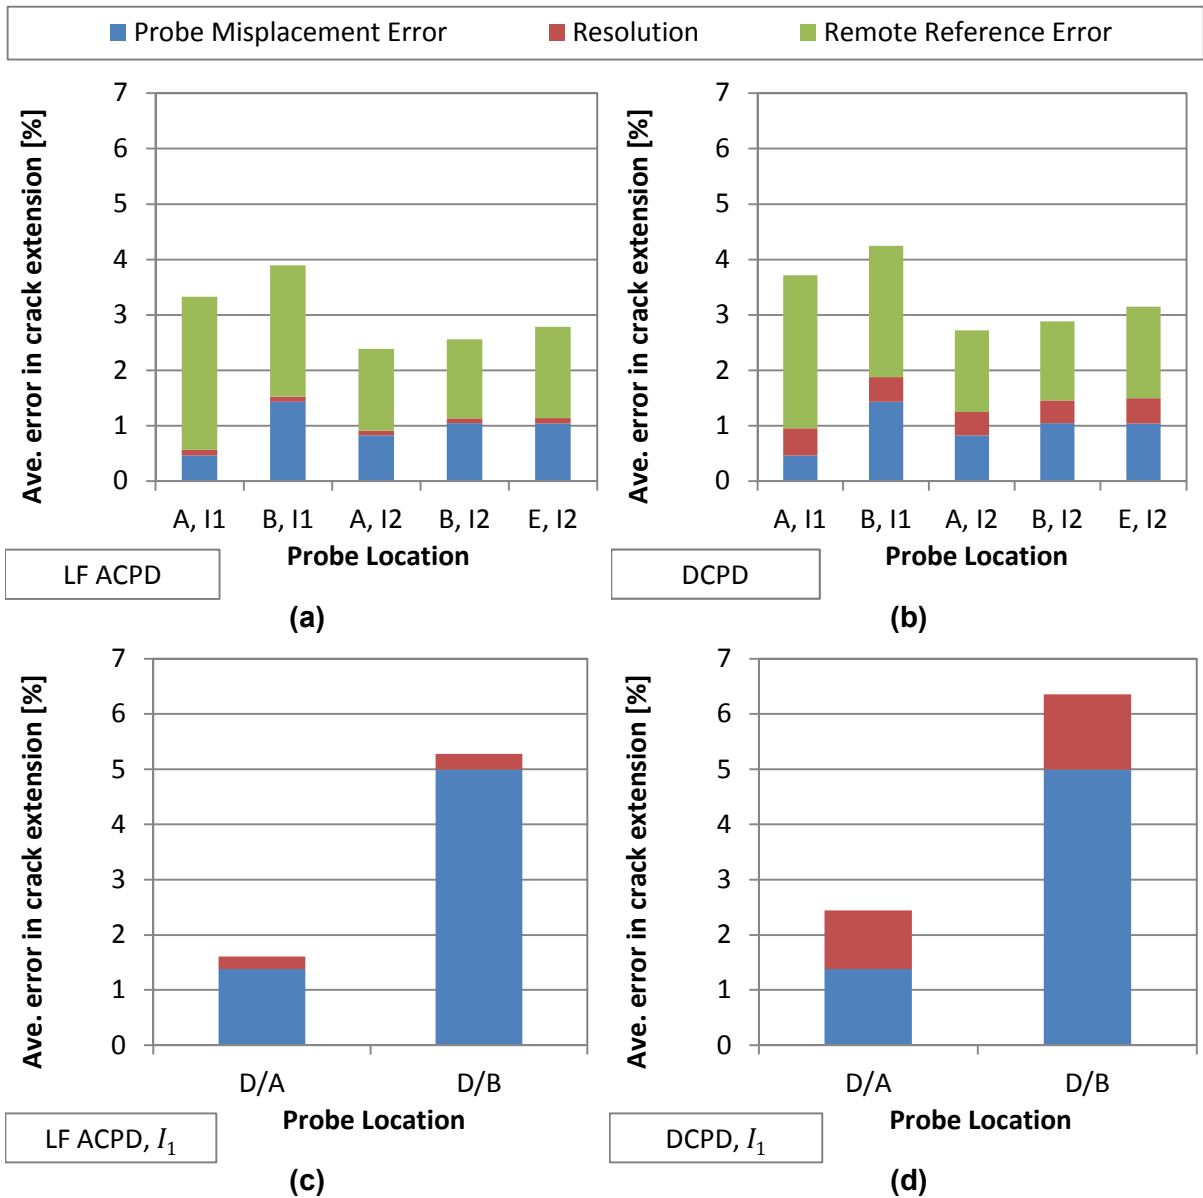 Probe Misplacement Error Resolution Remote Reference Error
Ave. error in crack extension [%]
7
6
5
4
3
2
1
0
A, I1 B, I1 A, I2 B, I2 E, I2
Probe Location
LF ACPD
(a)
Ave. error in crack extension [%]
7
6
5
4
3
2
1
0
A, I1 B, I1 A, I2 B, I2 E, I2
Probe Location
DCPD
(b)
Ave. error in crack extension [%]
7
6
5
4
3
2
1
0
D/A D/B
Probe Location
LF ACPD, I₁
(c)
Ave. error in crack extension [%]
7
6
5
4
3
2
1
0
D/A D/B
Probe Location
DCPD, I₁
(d)